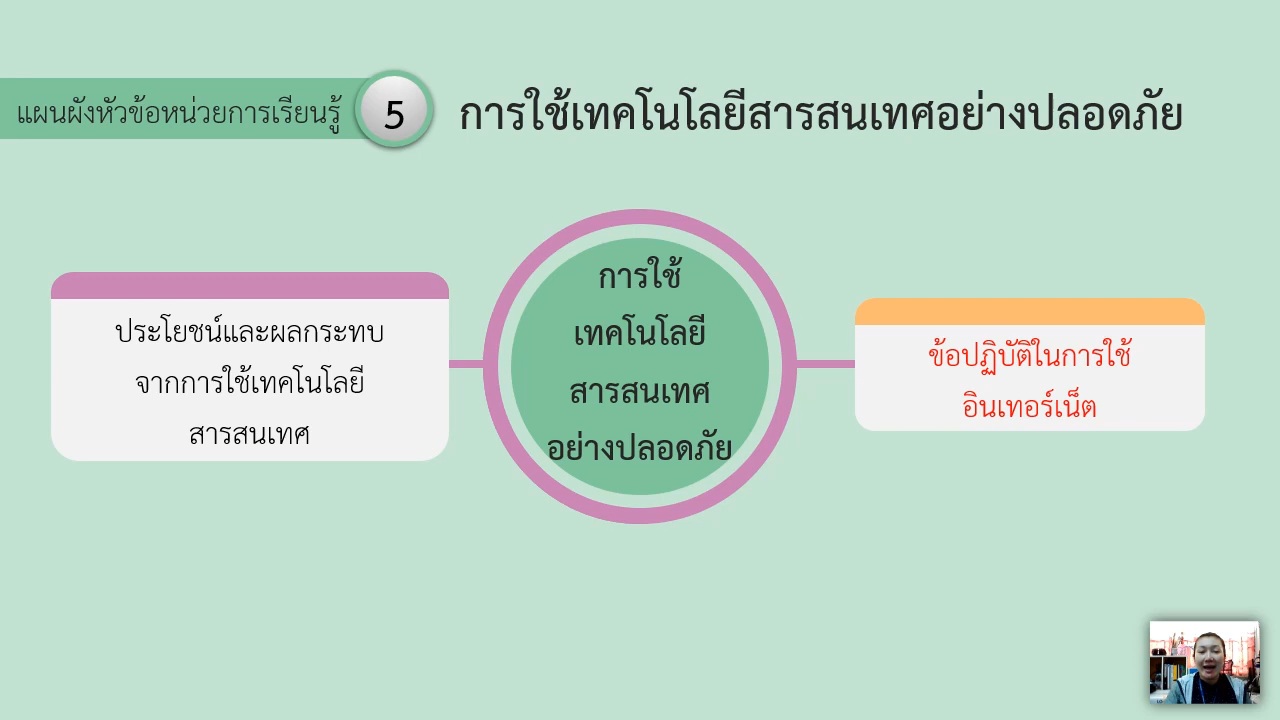 แผนผังหัวข้อหน่วยการเรียนรู้
5
การใช้เทคโนโลยีสารสนเทศอย่างปลอดภัย
ประโยชน์และผลกระทบ
จากการใช้เทคโนโลยี
สารสนเทศ
การใช้
เทคโนโลยี
สารสนเทศ
อย่างปลอดภัย
ข้อปฏิบัติในการใช้
อินเทอร์เน็ต